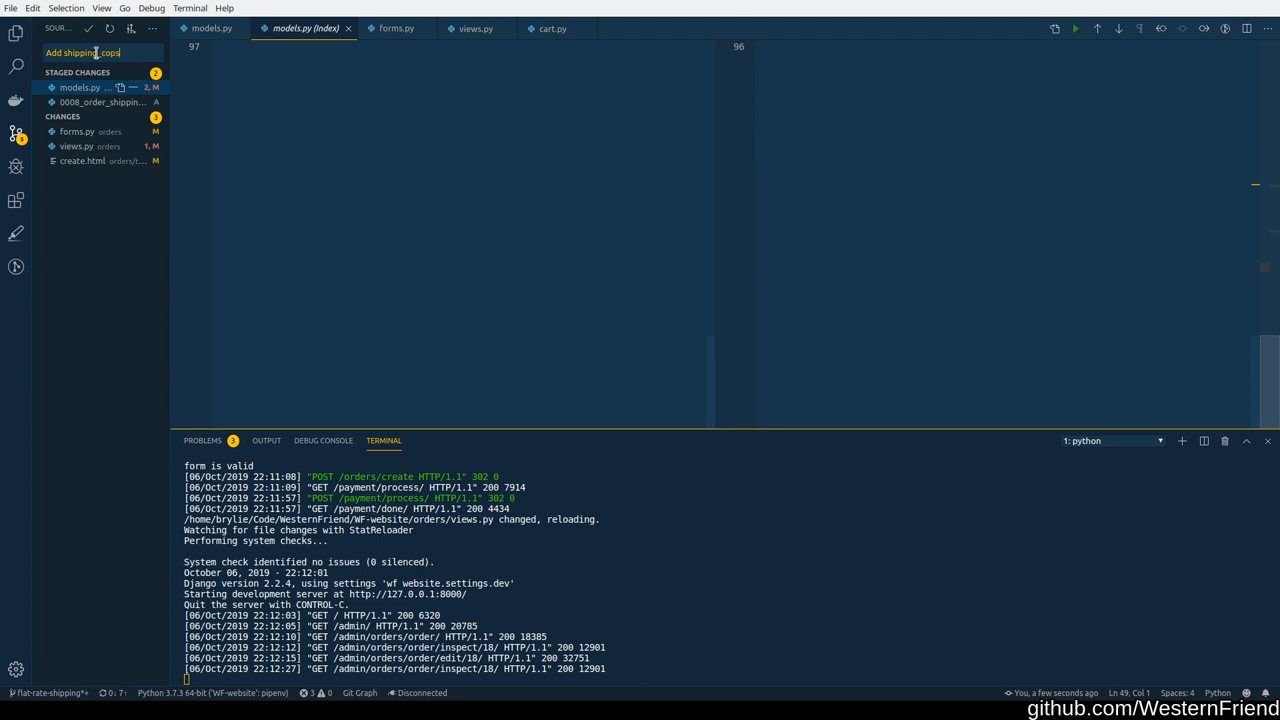 File Edit Selection View Go Debug Terminal Help
SOUR...
models.py
models.py (Index)
forms.py
views.py
cart.py
Add shipping_cops
STAGED CHANGES 2
models.py ... 2, M
0008_order_shippin... A
CHANGES 3
forms.py orders M
views.py orders 1, M
create.html orders/t... M
5
97
96
PROBLEMS 3 OUTPUT DEBUG CONSOLE TERMINAL
1: python
form is valid
[06/Oct/2019 22:11:08] "POST /orders/create HTTP/1.1" 302 0
[06/Oct/2019 22:11:09] "GET /payment/process/ HTTP/1.1" 200 7914
[06/Oct/2019 22:11:57] "POST /payment/process/ HTTP/1.1" 302 0
[06/Oct/2019 22:11:57] "GET /payment/done/ HTTP/1.1" 200 4434
/home/brylie/Code/WesternFriend/WF-website/orders/views.py changed, reloading.
Watching for file changes with StatReloader
Performing system checks...
System check identified no issues (0 silenced).
October 06, 2019 - 22:12:01
Django version 2.2.4, using settings 'wf_website.settings.dev'
Starting development server at http://127.0.0.1:8000/
Quit the server with CONTROL-C.
[06/Oct/2019 22:12:03] "GET / HTTP/1.1" 200 6320
[06/Oct/2019 22:12:05] "GET /admin/ HTTP/1.1" 200 20785
[06/Oct/2019 22:12:10] "GET /admin/orders/order/ HTTP/1.1" 200 18385
[06/Oct/2019 22:12:12] "GET /admin/orders/order/inspect/18/ HTTP/1.1" 200 12901
[06/Oct/2019 22:12:15] "GET /admin/orders/order/edit/18/ HTTP/1.1" 200 32751
[06/Oct/2019 22:12:27] "GET /admin/orders/order/inspect/18/ HTTP/1.1" 200 12901
flat-rate-shipping*+ 0↓ 7↑ Python 3.7.3 64-bit ('WF-website': pipenv) 3 0 Git Graph Disconnected You, a few seconds ago Ln 49, Col 1 Spaces: 4 Python
github.com/WesternFriend